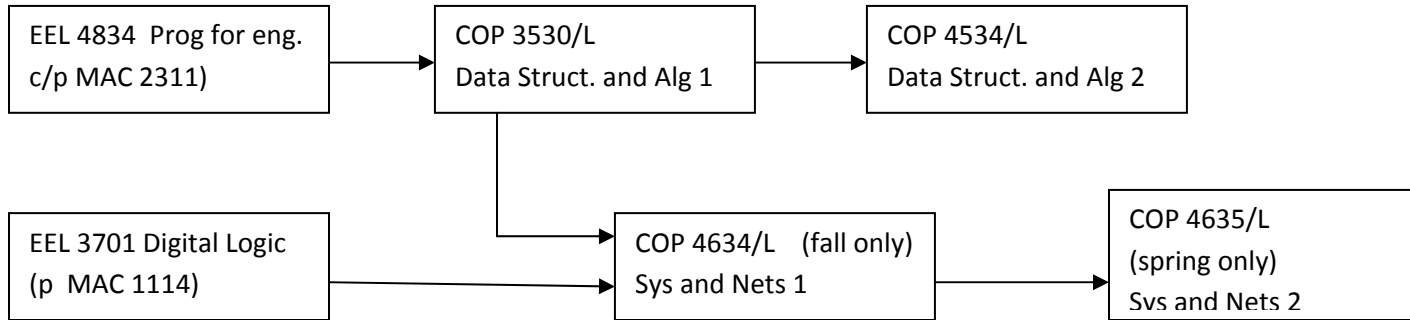 EEL 4834  Prog for eng.
c/p MAC 2311)
COP 3530/L
Data Struct. and Alg 1
COP 4534/L
Data Struct. and Alg 2
EEL 3701 Digital Logic
(p  MAC 1114)
COP 4634/L    (fall only)
Sys and Nets 1
COP 4635/L
(spring only)
Sys and Nets 2